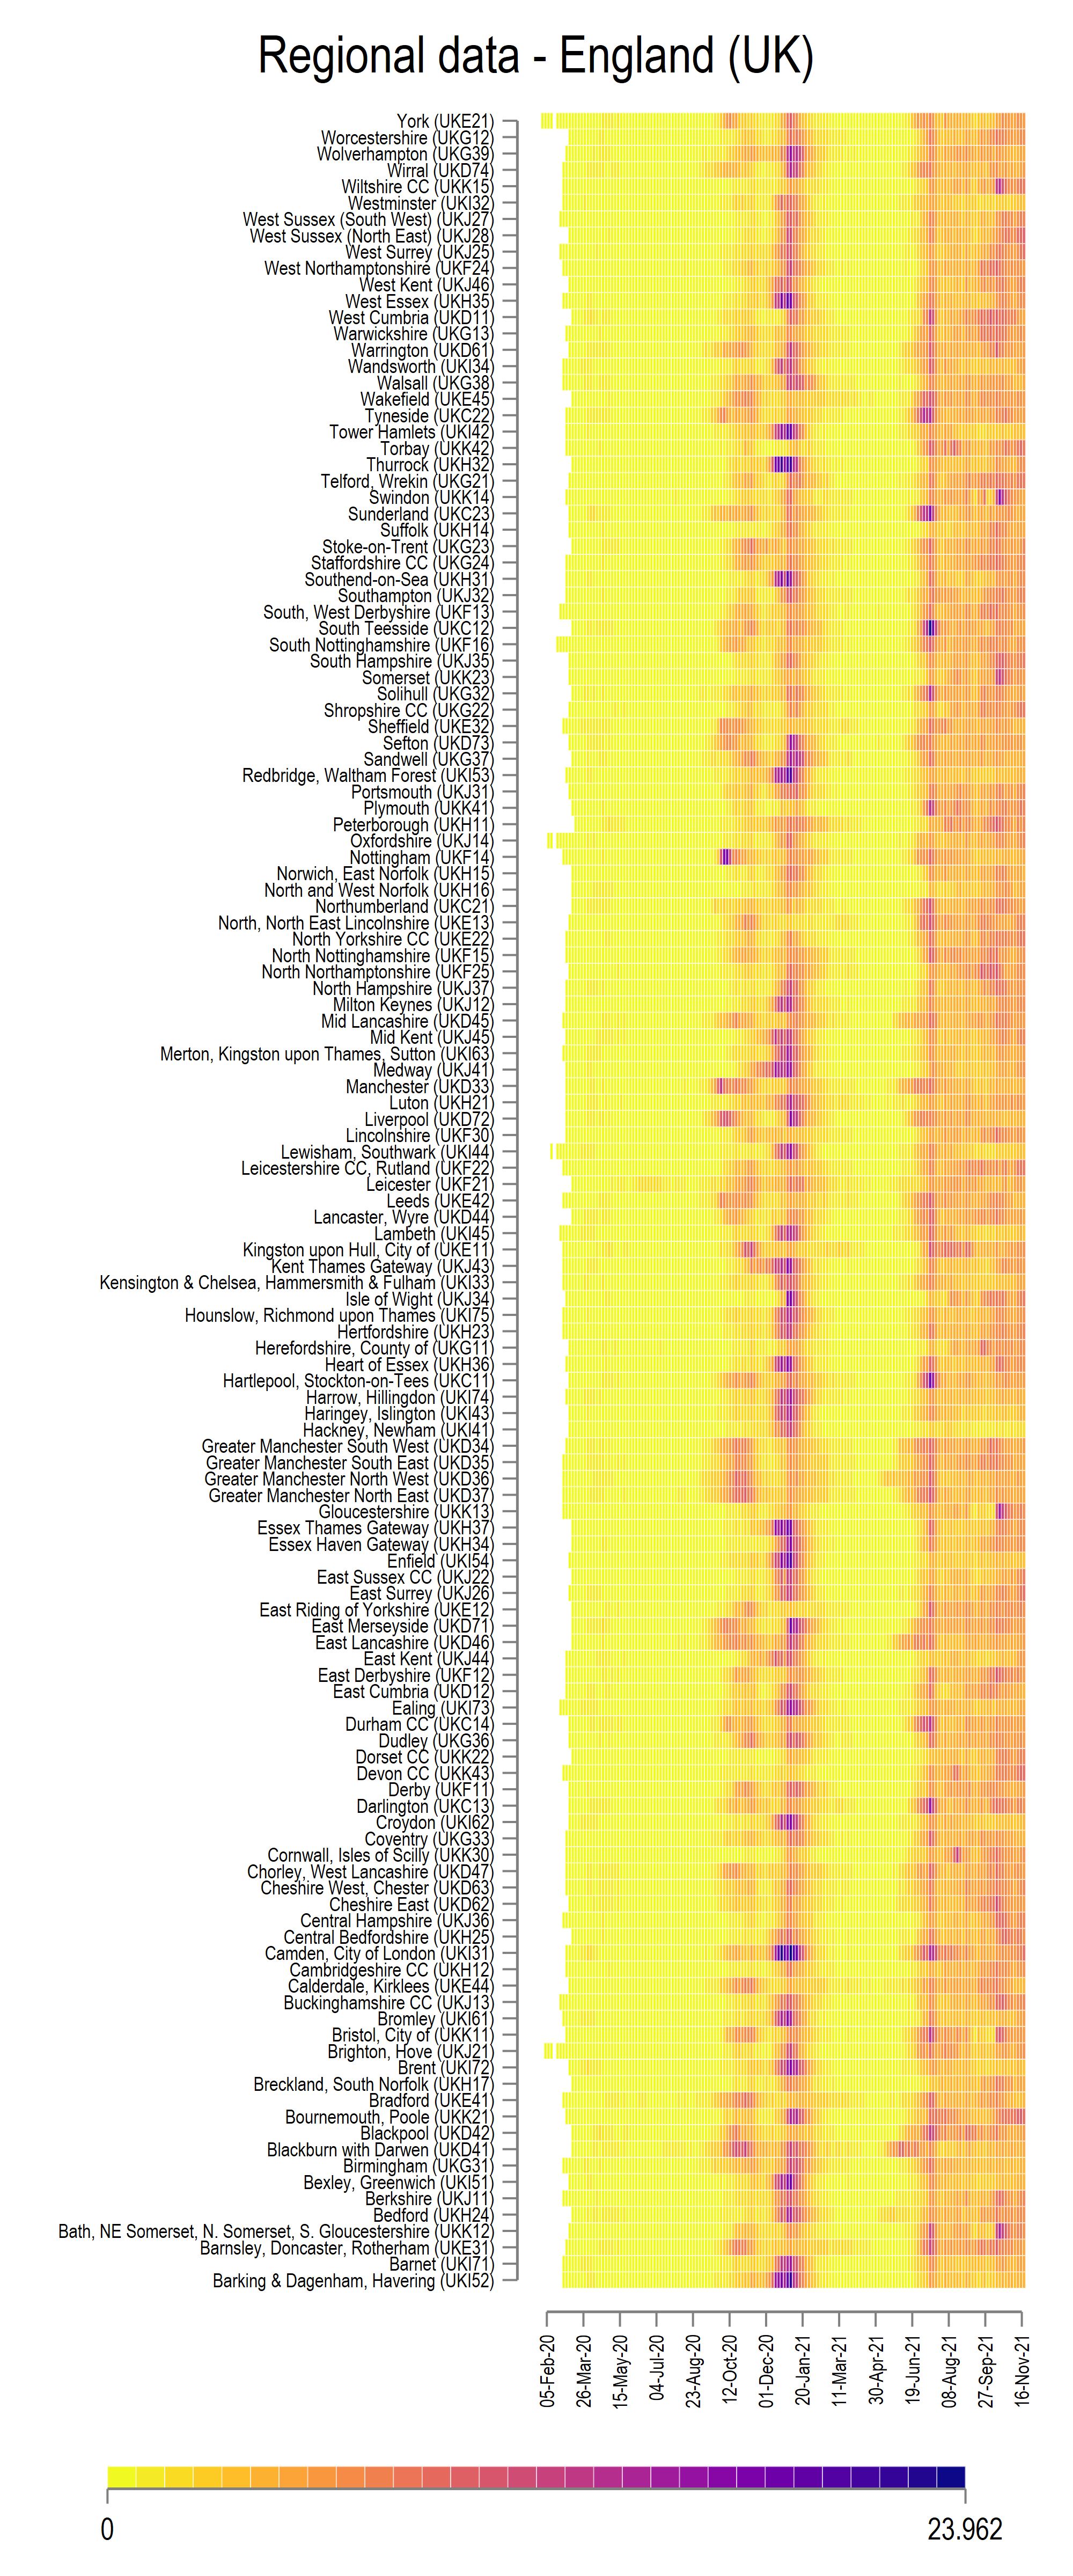 Regional data - England (UK)
York (UKE21)
Worcestershire (UKG12)
Wolverhampton (UKG39)
Wirral (UKD74)
Wiltshire CC (UKK15)
Westminster (UKI32)
West Sussex (South West) (UKJ27)
West Sussex (North East) (UKJ28)
West Surrey (UKJ25)
West Northamptonshire (UKF24)
West Kent (UKJ46)
West Essex (UKH35)
West Cumbria (UKD11)
Warwickshire (UKG13)
Warrington (UKD61)
Wandsworth (UKI34)
Walsall (UKG38)
Wakefield (UKE45)
Tyneside (UKC22)
Tower Hamlets (UKI42)
Torbay (UKK42)
Thurrock (UKH32)
Telford, Wrekin (UKG21)
Swindon (UKK14)
Sunderland (UKC23)
Suffolk (UKH14)
Stoke-on-Trent (UKG23)
Staffordshire CC (UKG24)
Southend-on-Sea (UKH31)
Southampton (UKJ32)
South, West Derbyshire (UKF13)
South Teesside (UKC12)
South Nottinghamshire (UKF16)
South Hampshire (UKJ35)
Somerset (UKK23)
Solihull (UKG32)
Shropshire CC (UKG22)
Sheffield (UKE32)
Sefton (UKD73)
Sandwell (UKG37)
Redbridge, Waltham Forest (UKI53)
Portsmouth (UKJ31)
Plymouth (UKK41)
Peterborough (UKH11)
Oxfordshire (UKJ14)
Nottingham (UKF14)
Norwich, East Norfolk (UKH15)
North and West Norfolk (UKH16)
Northumberland (UKC21)
North, North East Lincolnshire (UKE13)
North Yorkshire CC (UKE22)
North Nottinghamshire (UKF15)
North Northamptonshire (UKF25)
North Hampshire (UKJ37)
Milton Keynes (UKJ12)
Mid Lancashire (UKD45)
Mid Kent (UKJ45)
Merton, Kingston upon Thames, Sutton (UKI63)
Medway (UKJ41)
Manchester (UKD33)
Luton (UKH21)
Liverpool (UKD72)
Lincolnshire (UKF30)
Lewisham, Southwark (UKI44)
Leicestershire CC, Rutland (UKF22)
Leicester (UKF21)
Leeds (UKE42)
Lancaster, Wyre (UKD44)
Lambeth (UKI45)
Kingston upon Hull, City of (UKE11)
Kent Thames Gateway (UKJ43)
Kensington & Chelsea, Hammersmith & Fulham (UKI33)
Isle of Wight (UKJ34)
Hounslow, Richmond upon Thames (UKI75)
Hertfordshire (UKH23)
Herefordshire, County of (UKG11)
Heart of Essex (UKH36)
Hartlepool, Stockton-on-Tees (UKC11)
Harrow, Hillingdon (UKI74)
Haringey, Islington (UKI43)
Hackney, Newham (UKI41)
Greater Manchester South West (UKD34)
Greater Manchester South East (UKD35)
Greater Manchester North West (UKD36)
Greater Manchester North East (UKD37)
Gloucestershire (UKK13)
Essex Thames Gateway (UKH37)
Essex Haven Gateway (UKH34)
Enfield (UKI54)
East Sussex CC (UKJ22)
East Surrey (UKJ26)
East Riding of Yorkshire (UKE12)
East Merseyside (UKD71)
East Lancashire (UKD46)
East Kent (UKJ44)
East Derbyshire (UKF12)
East Cumbria (UKD12)
Ealing (UKI73)
Durham CC (UKC14)
Dudley (UKG36)
Dorset CC (UKK22)
Devon CC (UKK43)
Derby (UKF11)
Darlington (UKC13)
Croydon (UKI62)
Coventry (UKG33)
Cornwall, Isles of Scilly (UKK30)
Chorley, West Lancashire (UKD47)
Cheshire West, Chester (UKD63)
Cheshire East (UKD62)
Central Hampshire (UKJ36)
Central Bedfordshire (UKH25)
Camden, City of London (UKI31)
Cambridgeshire CC (UKH12)
Calderdale, Kirklees (UKE44)
Buckinghamshire CC (UKJ13)
Bromley (UKI61)
Bristol, City of (UKK11)
Brighton, Hove (UKJ21)
Brent (UKI72)
Breckland, South Norfolk (UKH17)
Bradford (UKE41)
Bournemouth, Poole (UKK21)
Blackpool (UKD42)
Blackburn with Darwen (UKD41)
Birmingham (UKG31)
Bexley, Greenwich (UKI51)
Berkshire (UKJ11)
Bedford (UKH24)
Bath, NE Somerset, N. Somerset, S. Gloucestershire (UKK12)
Barnsley, Doncaster, Rotherham (UKE31)
Barnet (UKI71)
Barking & Dagenham, Havering (UKI52)
05-Feb-20
26-Mar-20
15-May-20
04-Jul-20
23-Aug-20
12-Oct-20
01-Dec-20
20-Jan-21
11-Mar-21
30-Apr-21
19-Jun-21
08-Aug-21
27-Sep-21
16-Nov-21
0
23.962